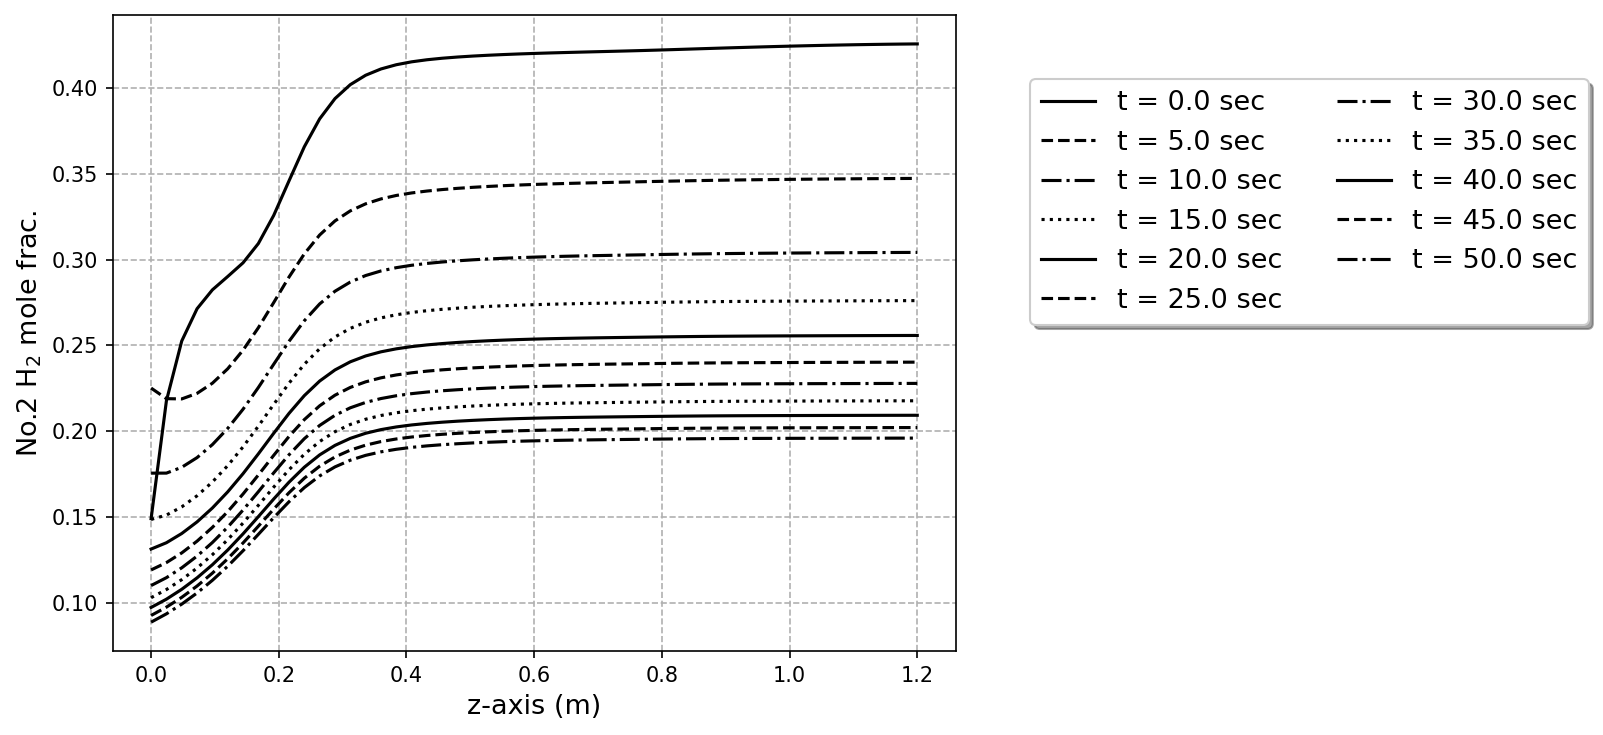 0.40
0.35
0.30
0.25
0.20
0.15
0.10
No.2 H₂ mole frac.
0.0 0.2 0.4 0.6 0.8 1.0 1.2
z-axis (m)
t = 0.0 sec
t = 5.0 sec
t = 10.0 sec
t = 15.0 sec
t = 20.0 sec
t = 25.0 sec
t = 30.0 sec
t = 35.0 sec
t = 40.0 sec
t = 45.0 sec
t = 50.0 sec